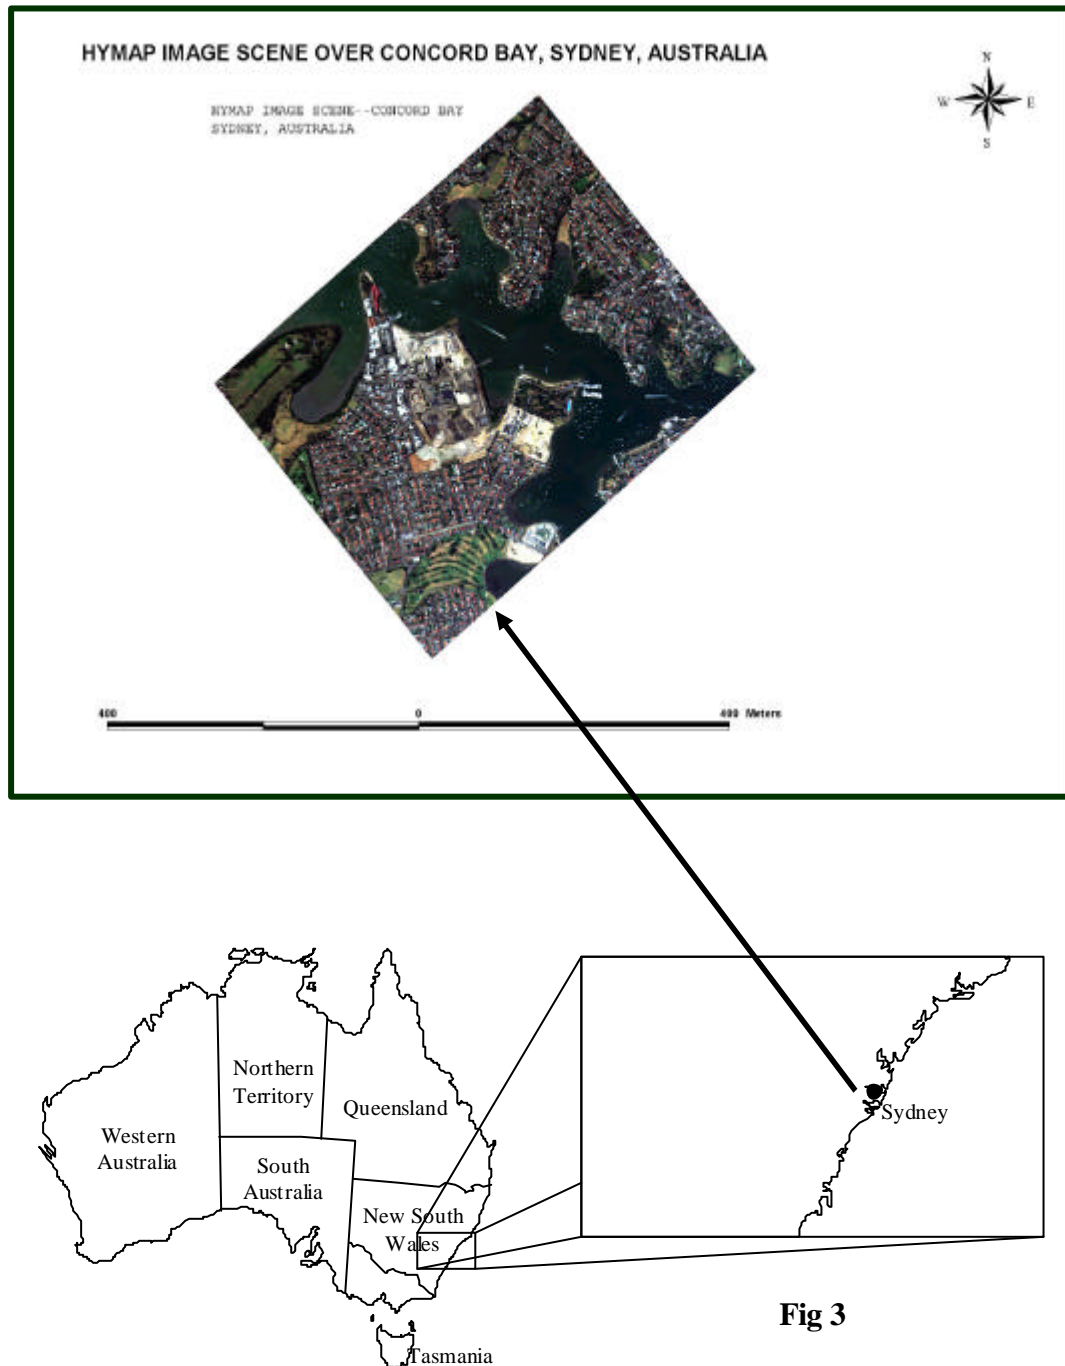 HYMAP IMAGE SCENE OVER CONCORD BAY, SYDNEY, AUSTRALIA
N
W E
S
HYMAP IMAGE SCENE--CONCORD BAY
SYDNEY, AUSTRALIA
400 0 400 Meters
Northern
Territory
Queensland
Western
Australia
South
Australia
New South
Wales
Sydney
Tasmania
Fig 3